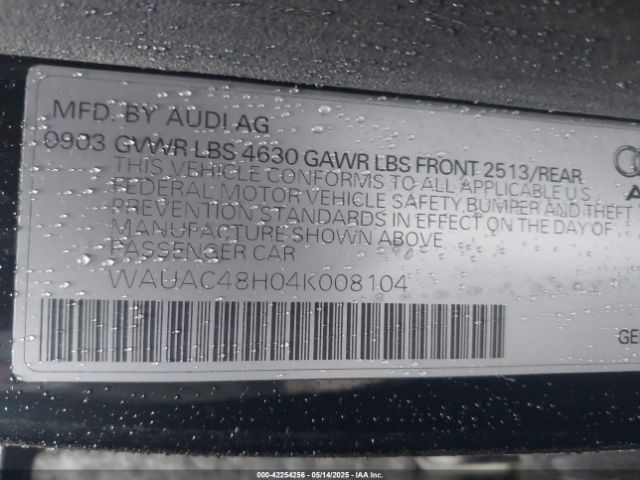 MFD. BY AUDI AG
0903 GVWR LBS 4630 GAWR LBS FRONT 2513/REAR
THIS VEHICLE CONFORMS TO ALL APPLICABLE U.S.
FEDERAL MOTOR VEHICLE SAFETY, BUMPER AND THEFT
PREVENTION STANDARDS IN EFFECT ON THE DAY OF
MANUFACTURE SHOWN ABOVE.
PASSENGER CAR
WAUAC48H04K008104
GE
000-42254256 — 05/14/2025 — IAA Inc.